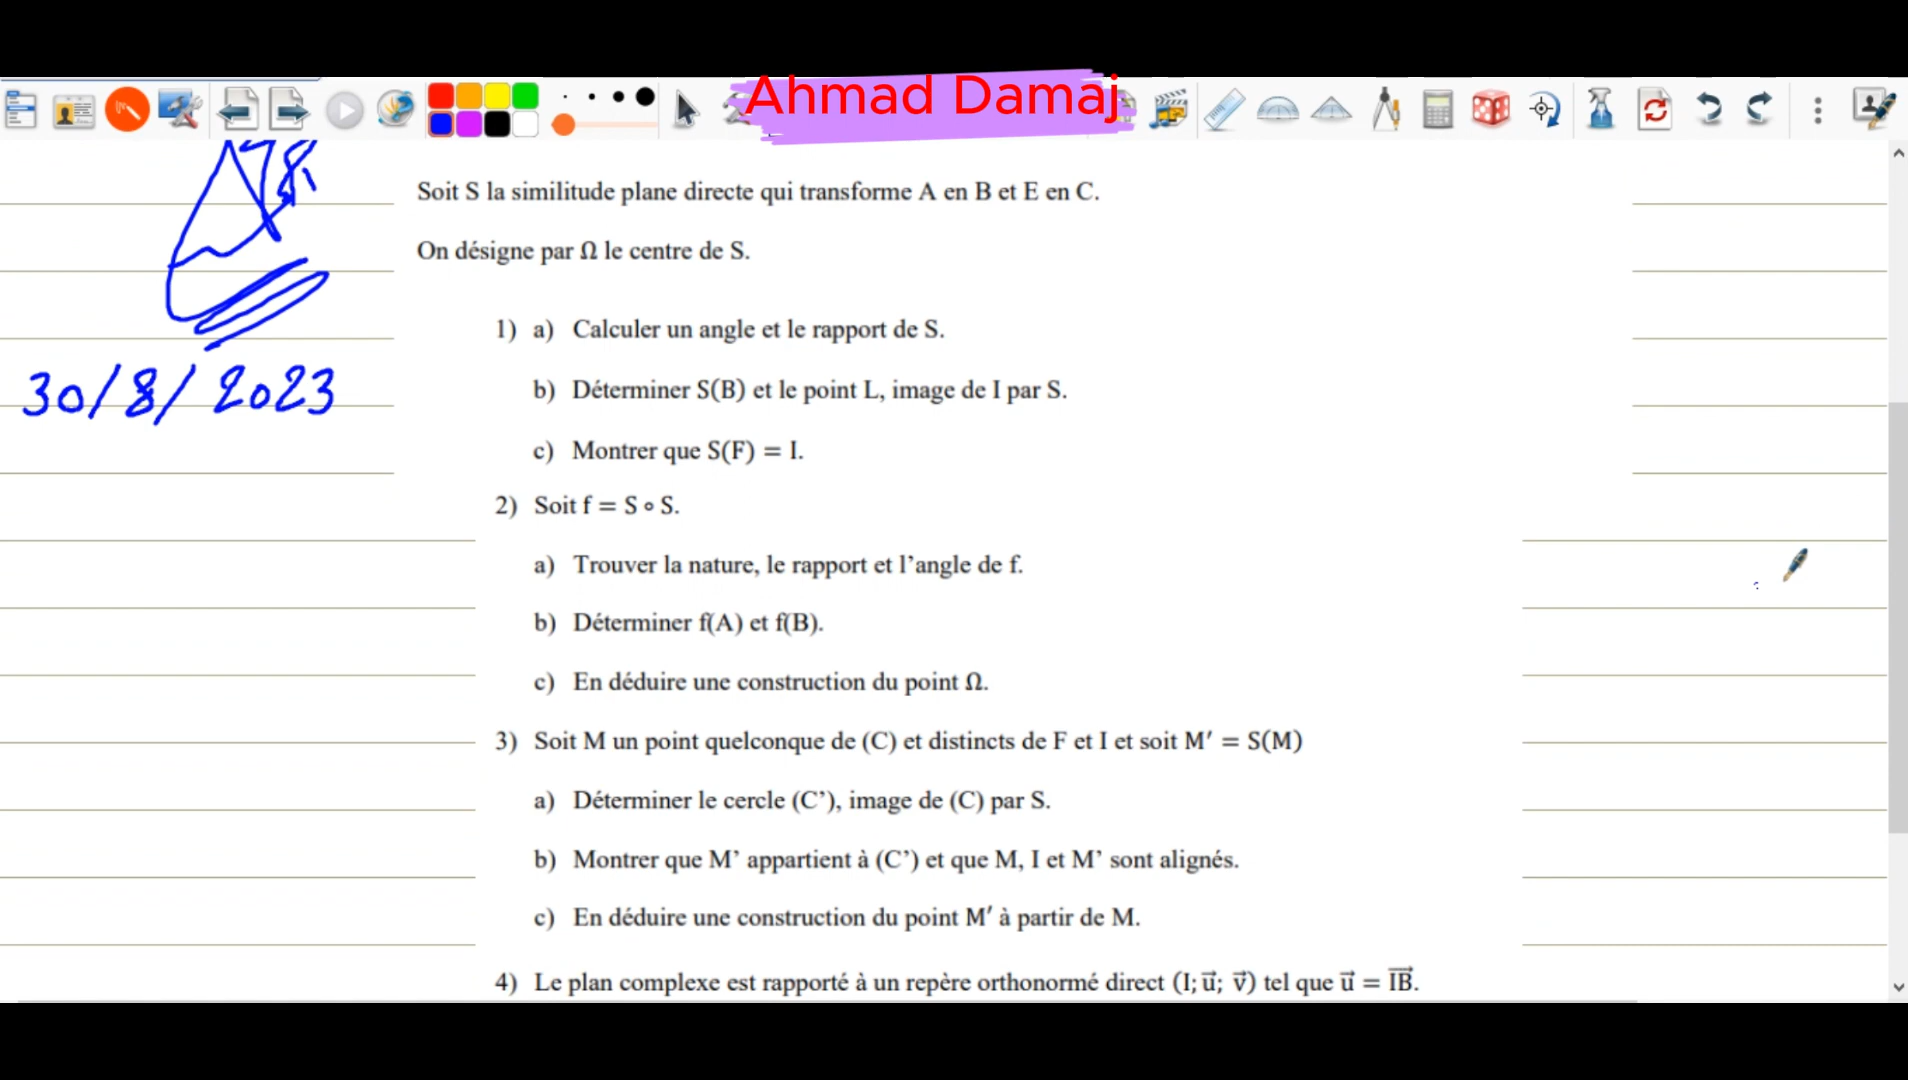 Ahmad Damaj
Soit S la similitude plane directe qui transforme A en B et E en C.
On désigne par Ω le centre de S.
30/8/2023
1) a) Calculer un angle et le rapport de S.
b) Déterminer S(B) et le point L, image de I par S.
c) Montrer que S(F) = I.
2) Soit f = S ∘ S.
a) Trouver la nature, le rapport et l’angle de f.
b) Déterminer f(A) et f(B).
c) En déduire une construction du point Ω.
3) Soit M un point quelconque de (C) et distincts de F et I et soit M′ = S(M)
a) Déterminer le cercle (C’), image de (C) par S.
b) Montrer que M’ appartient à (C’) et que M, I et M’ sont alignés.
c) En déduire une construction du point M′ à partir de M.
4) Le plan complexe est rapporté à un repère orthonormé direct (I; u⃗; v⃗) tel que u⃗ = I⃗B⃗.